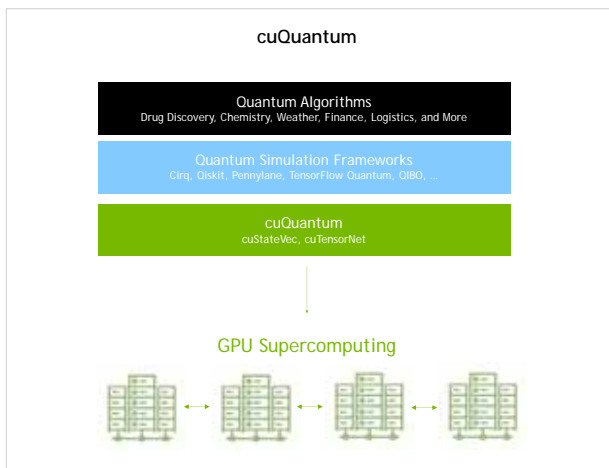 cuQuantum
Quantum Algorithms
Drug Discovery, Chemistry, Weather, Finance, Logistics, and More
Quantum Simulation Frameworks
Cirq, Qiskit, Pennylane, TensorFlow Quantum, QIBO, ...
cuQuantum
cuStateVec, cuTensorNet
GPU Supercomputing